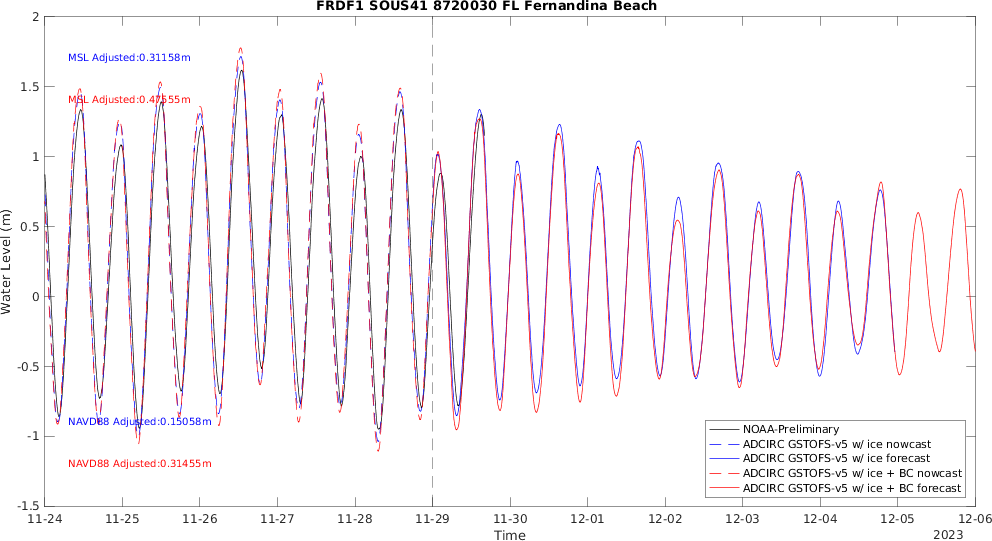 FRDF1 SOUS41 8720030 FL Fernandina Beach
2
1.5
1
0.5
0
-0.5
-1
-1.5
Water Level (m)
MSL Adjusted:0.31158m
MSL Adjusted:0.47555m
NAVD88 Adjusted:0.15058m
NAVD88 Adjusted:0.31455m
NOAA-Preliminary
ADCIRC GSTOFS-v5 w/ ice nowcast
ADCIRC GSTOFS-v5 w/ ice forecast
ADCIRC GSTOFS-v5 w/ ice + BC nowcast
ADCIRC GSTOFS-v5 w/ ice + BC forecast
11-24 11-25 11-26 11-27 11-28 11-29 11-30 12-01 12-02 12-03 12-04 12-05 12-06
Time
2023